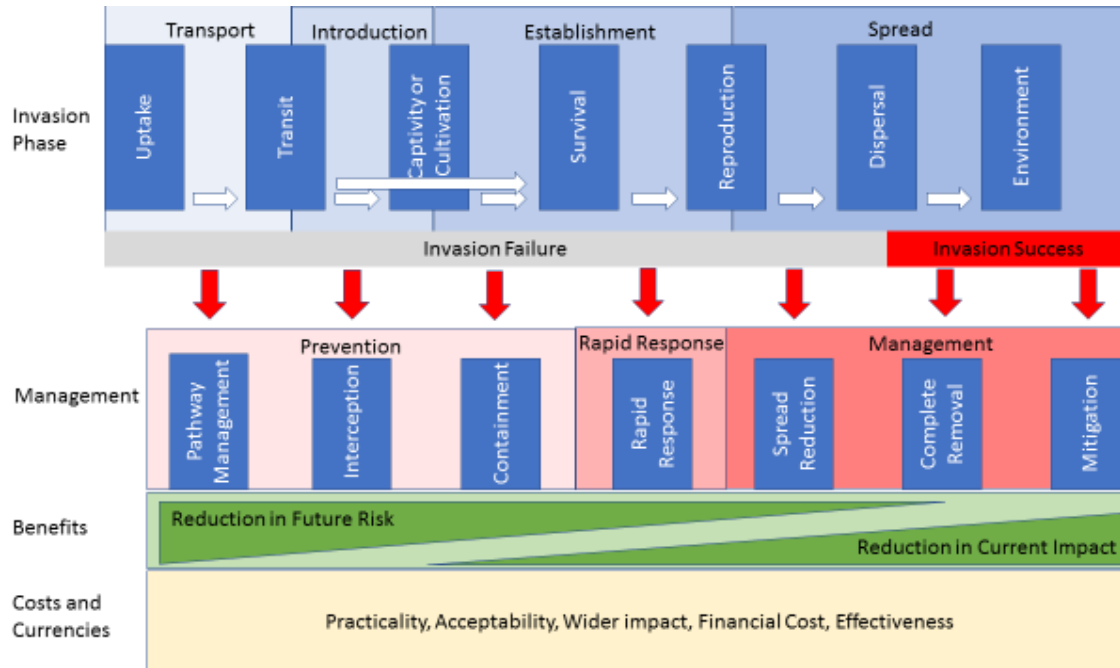 Transport
Introduction
Establishment
Spread
Invasion
Phase
Uptake
Transit
Captivity or
Cultivation
Survival
Reproduction
Dispersal
Environment
Invasion Failure
Invasion Success
Prevention
Rapid Response
Management
Management
Pathway
Management
Interception
Containment
Rapid
Response
Spread
Reduction
Complete
Removal
Mitigation
Benefits
Reduction in Future Risk
Reduction in Current Impact
Costs and
Currencies
Practicality, Acceptability, Wider impact, Financial Cost, Effectiveness